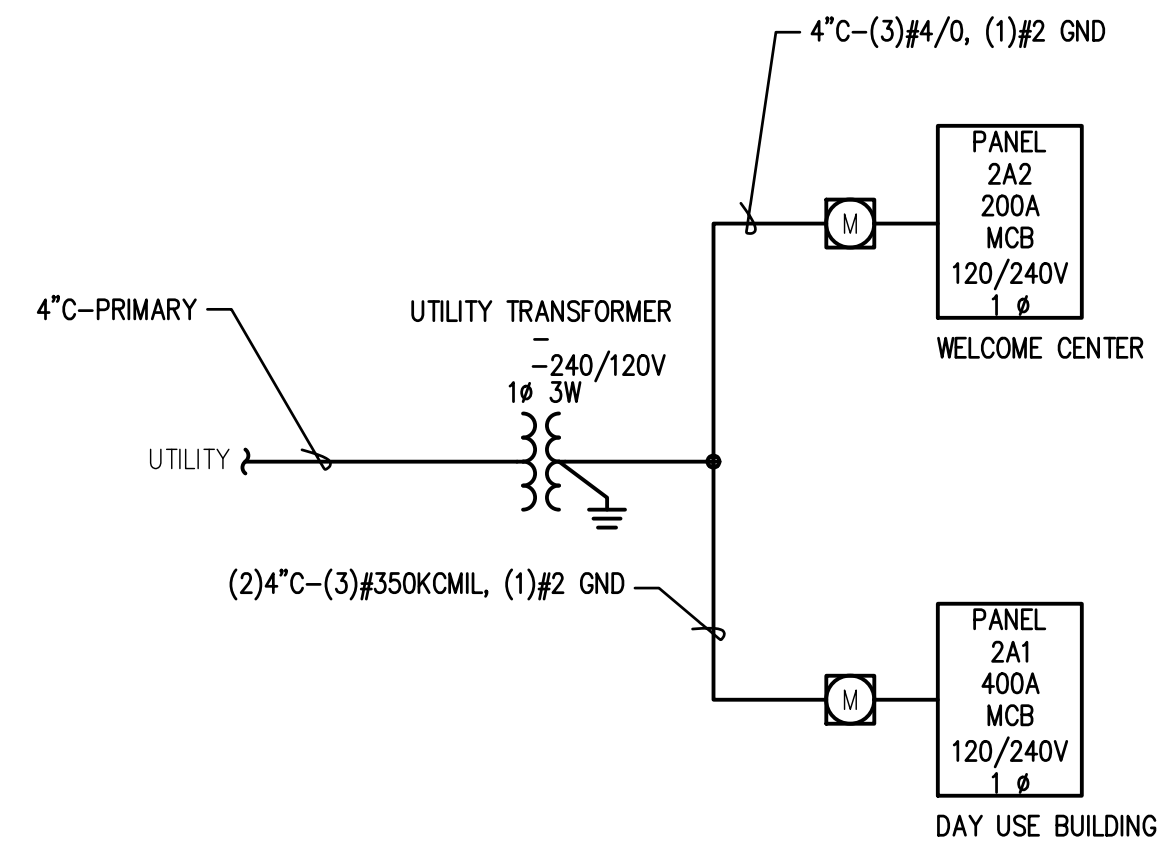 4"C-(3)#4/0, (1)#2 GND
PANEL
2A2
200A
MCB
120/240V
1 ø
WELCOME CENTER
M
4"C-PRIMARY
UTILITY TRANSFORMER
-
-240/120V
1ø 3W
UTILITY
(2)4"C-(3)#350KCMIL, (1)#2 GND
M
PANEL
2A1
400A
MCB
120/240V
1 ø
DAY USE BUILDING